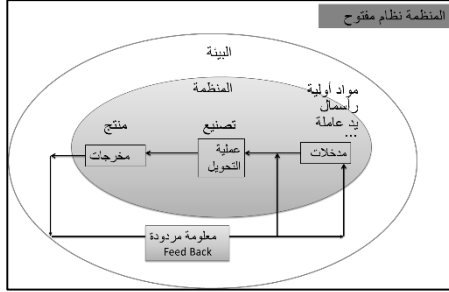 المنظمة نظام مفتوح
البيئة
المنظمة
مواد أولية
رأسمال
يد عاملة
...
تصنيع
منتج
مدخلات
عملية
التحويل
مخرجات
معلومة مردودة
Feed Back